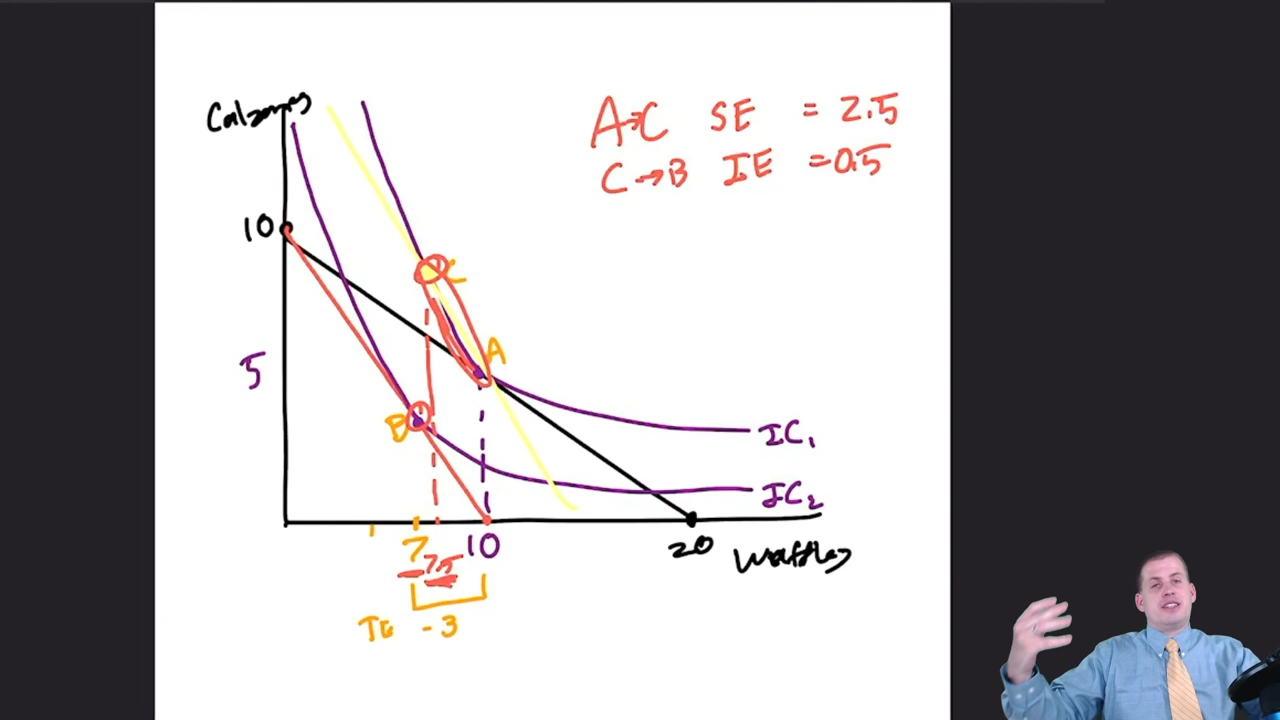 Calzones
A→C SE = 2.5
C→B IE = 0.5
10
C
A
5
B
IC1
IC2
7 10 20 Waffles
7.5
TE - 3